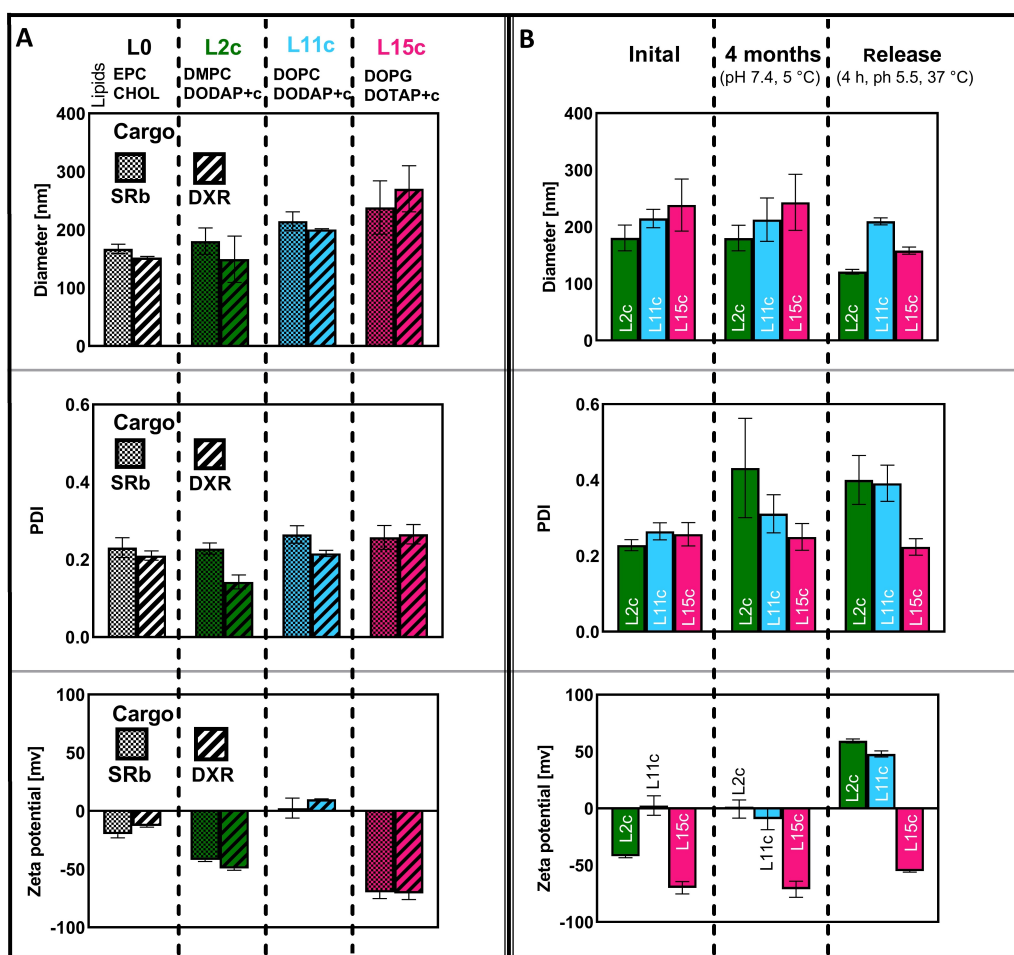 A
L0
L2c
L11c
L15c
Lipids
EPC
CHOL
DMPC
DODAP+c
DOPC
DODAP+c
DOPG
DOTAP+c
Diameter [nm]
400
300
200
100
0
Cargo
SRb
DXR
PDI
0.6
0.4
0.2
0.0
Cargo
SRb
DXR
Zeta potential [mv]
100
50
0
-50
-100
Cargo
SRb
DXR
B
Inital
4 months
(pH 7.4, 5 °C)
Release
(4 h, ph 5.5, 37 °C)
Diameter [nm]
400
300
200
100
0
L2c
L11c
L15c
L2c
L11c
L15c
L2c
L11c
L15c
PDI
0.6
0.4
0.2
0.0
L2c
L11c
L15c
L2c
L11c
L15c
L2c
L11c
L15c
Zeta potential [mv]
100
50
0
-50
-100
L2c
L11c
L15c
L2c
L11c
L15c
L2c
L11c
L15c